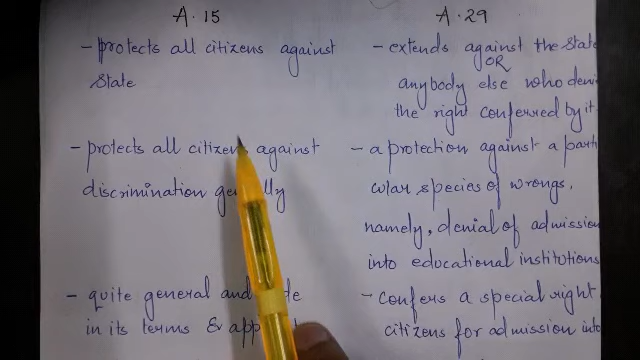 A. 15
- protects all citizens against
State
- protects all citizens against
discrimination
- quite general and
in its terms &
A. 29
- extends against the State
OR
anybody else who
the right conferred by it.
- a protection against a
species of wrongs,
namely, denial of admission
into educational institutions
- confers a special right
citizens for admission into